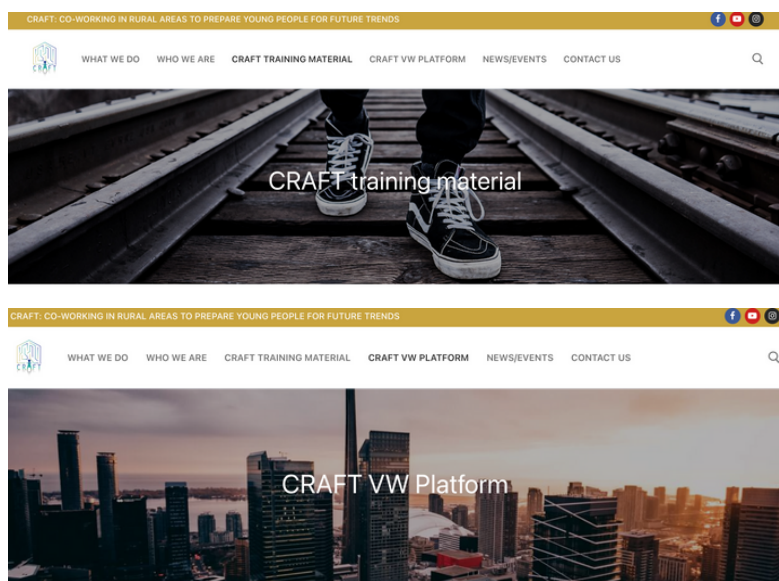 CRAFT: CO-WORKING IN RURAL AREAS TO PREPARE YOUNG PEOPLE FOR FUTURE TRENDS
CRAFT
WHAT WE DO WHO WE ARE CRAFT TRAINING MATERIAL CRAFT VW PLATFORM NEWS/EVENTS CONTACT US
CRAFT training material
CRAFT: CO-WORKING IN RURAL AREAS TO PREPARE YOUNG PEOPLE FOR FUTURE TRENDS
CRAFT
WHAT WE DO WHO WE ARE CRAFT TRAINING MATERIAL CRAFT VW PLATFORM NEWS/EVENTS CONTACT US
CRAFT VW Platform